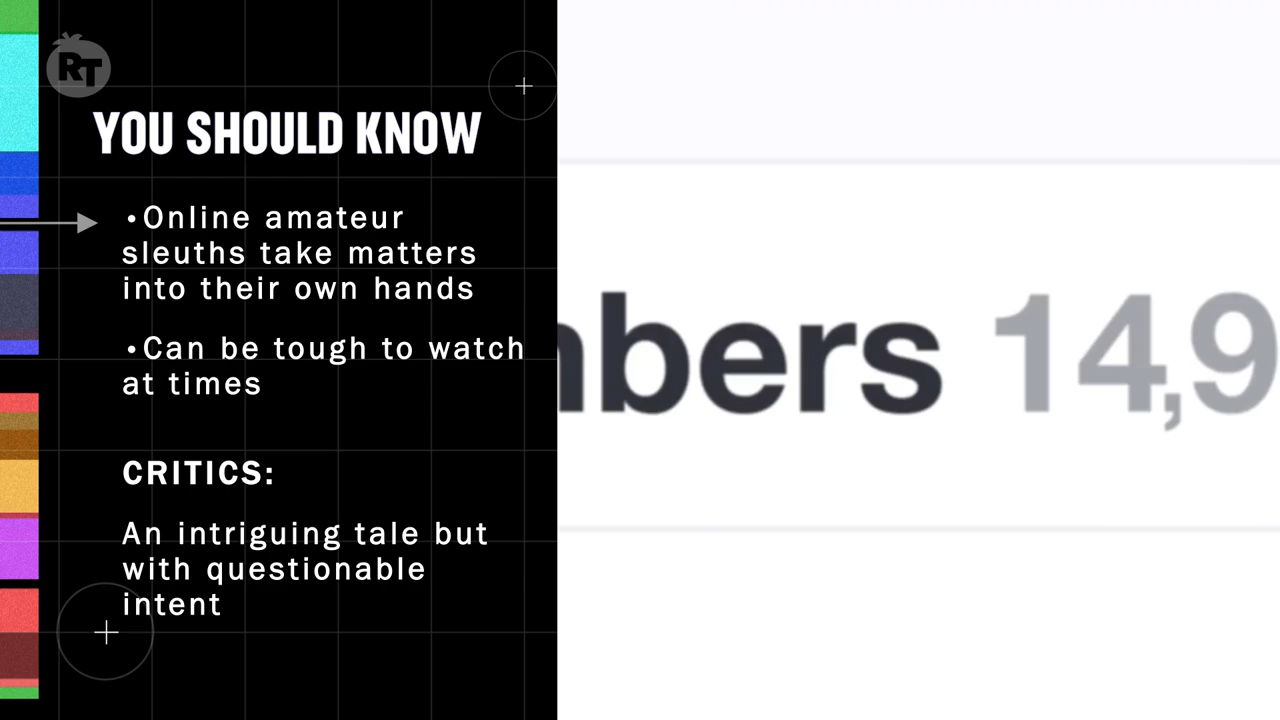 RT
YOU SHOULD KNOW
•Online amateur
sleuths take matters
into their own hands
•Can be tough to watch
at times
CRITICS:
An intriguing tale but
with questionable
intent
mbers 14,9